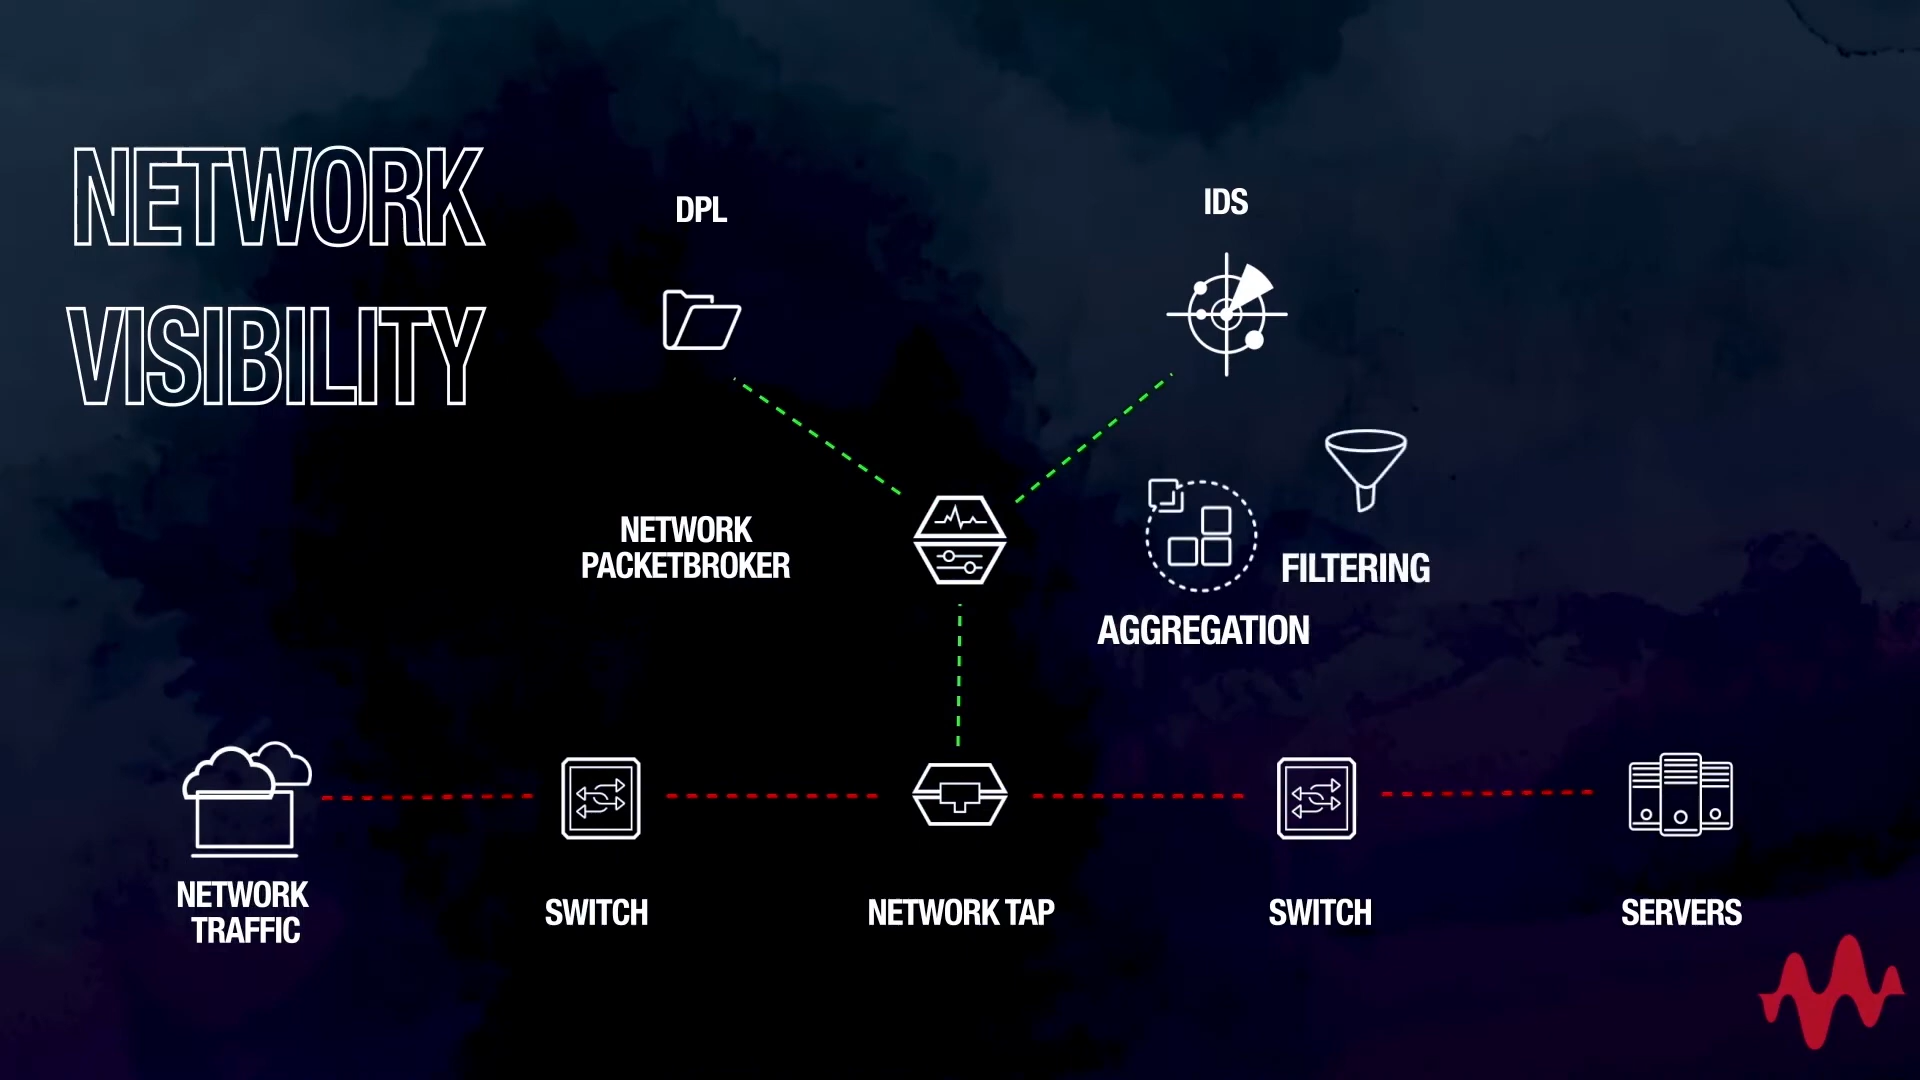 NETWORK
VISIBILITY
DPL
IDS
NETWORK
PACKETBROKER
FILTERING
AGGREGATION
NETWORK
TRAFFIC
SWITCH
NETWORK TAP
SWITCH
SERVERS